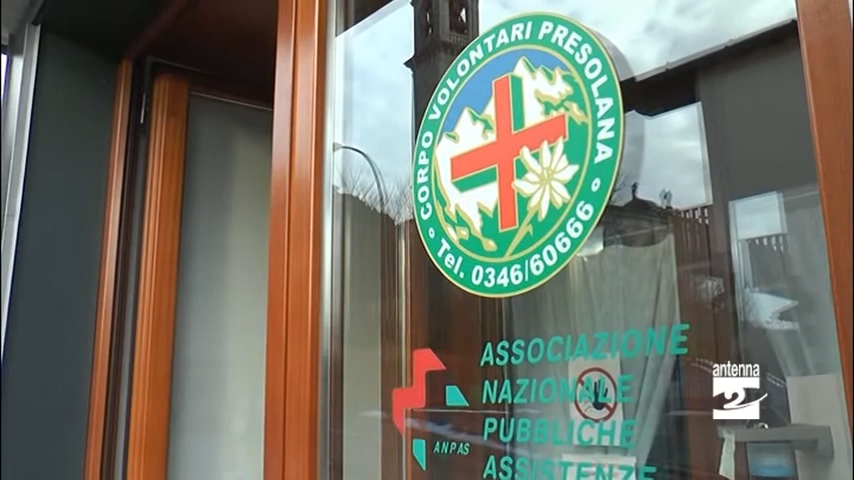 CORPO VOLONTARI PRESOLANA
Tel. 0346/60666
ASSOCIAZIONE
NAZIONALE
PUBBLICHE
ASSISTENZE
ANPAS
antenna
2